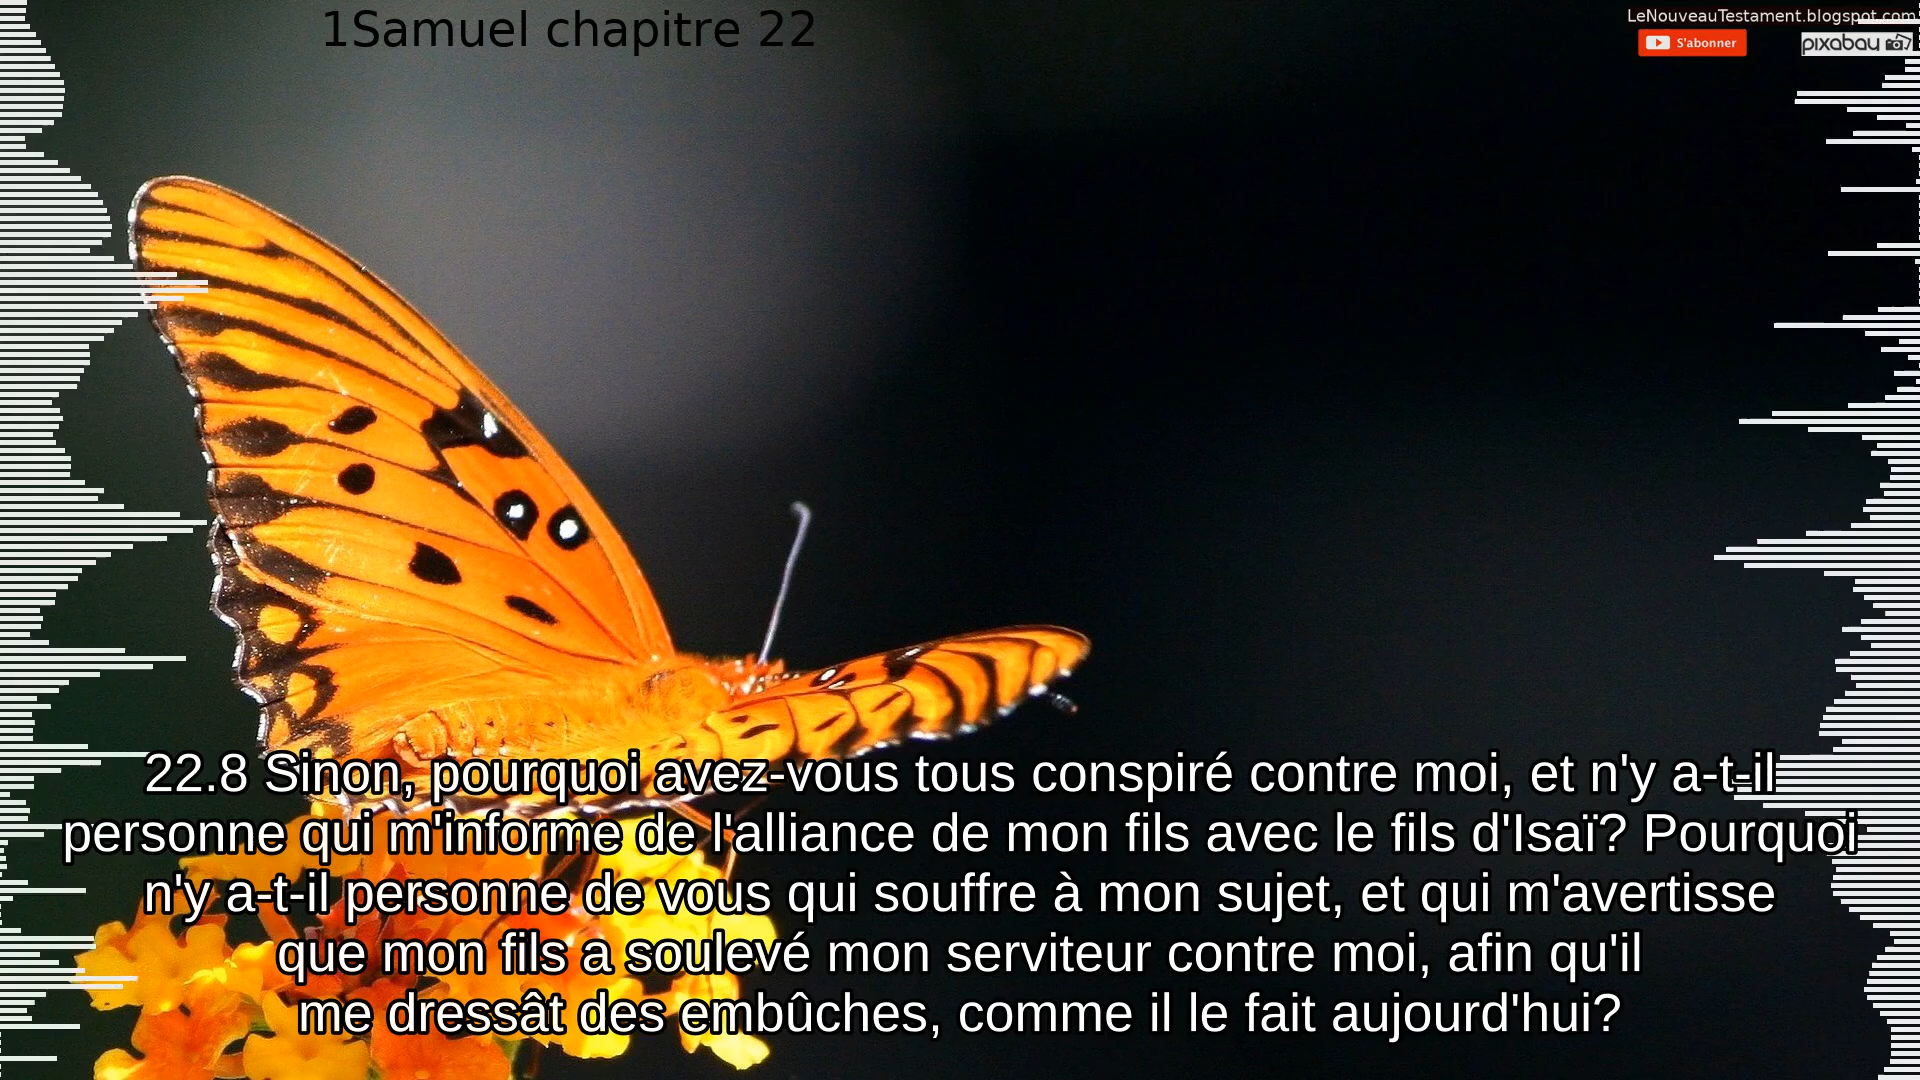 1Samuel chapitre 22
LeNouveauTestament.blogspot.com
S'abonner
pixabay
22.8 Sinon, pourquoi avez-vous tous conspiré contre moi, et n'y a-t-il
personne qui m'informe de l'alliance de mon fils avec le fils d'Isaï? Pourquoi
n'y a-t-il personne de vous qui souffre à mon sujet, et qui m'avertisse
que mon fils a soulevé mon serviteur contre moi, afin qu'il
me dressât des embûches, comme il le fait aujourd'hui?